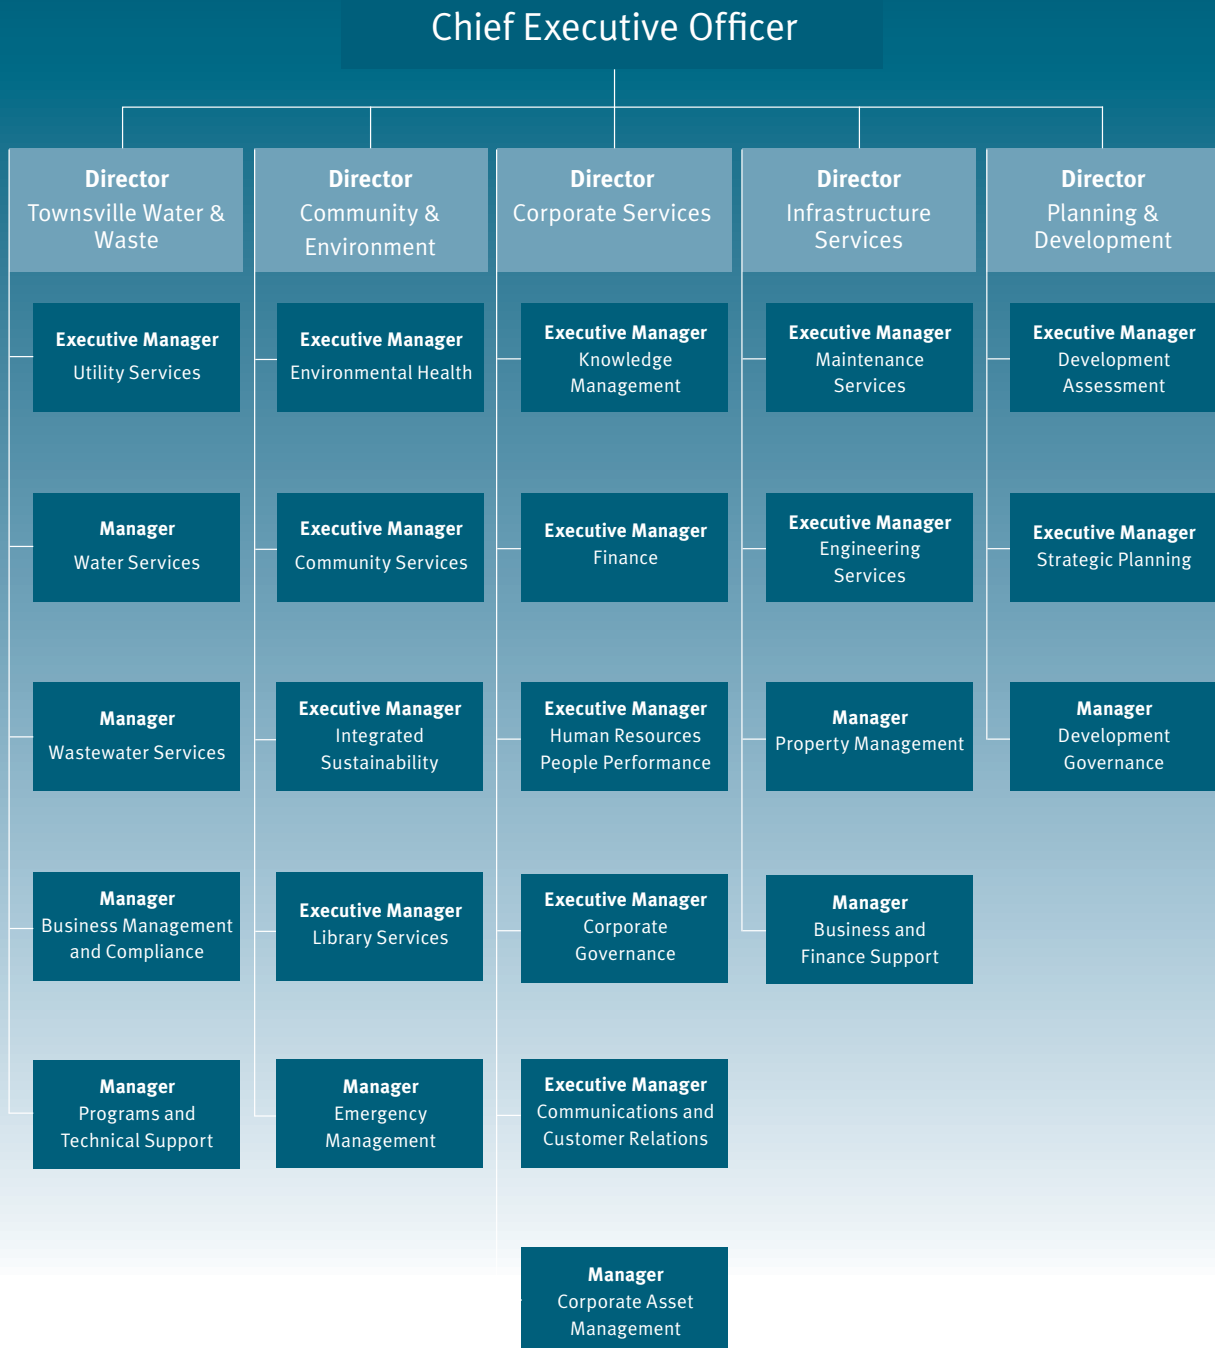 Chief Executive Officer
Director
Townsville Water &
Waste
Director
Community &
Environment
Director
Corporate Services
Director
Infrastructure
Services
Director
Planning &
Development
Executive Manager
Utility Services
Manager
Water Services
Manager
Wastewater Services
Manager
Business Management
and Compliance
Manager
Programs and
Technical Support
Executive Manager
Environmental Health
Executive Manager
Community Services
Executive Manager
Integrated
Sustainability
Executive Manager
Library Services
Manager
Emergency
Management
Executive Manager
Knowledge
Management
Executive Manager
Finance
Executive Manager
Human Resources
People Performance
Executive Manager
Corporate
Governance
Executive Manager
Communications and
Customer Relations
Manager
Corporate Asset
Management
Executive Manager
Maintenance
Services
Executive Manager
Engineering
Services
Manager
Property Management
Manager
Business and
Finance Support
Executive Manager
Development
Assessment
Executive Manager
Strategic Planning
Manager
Development
Governance